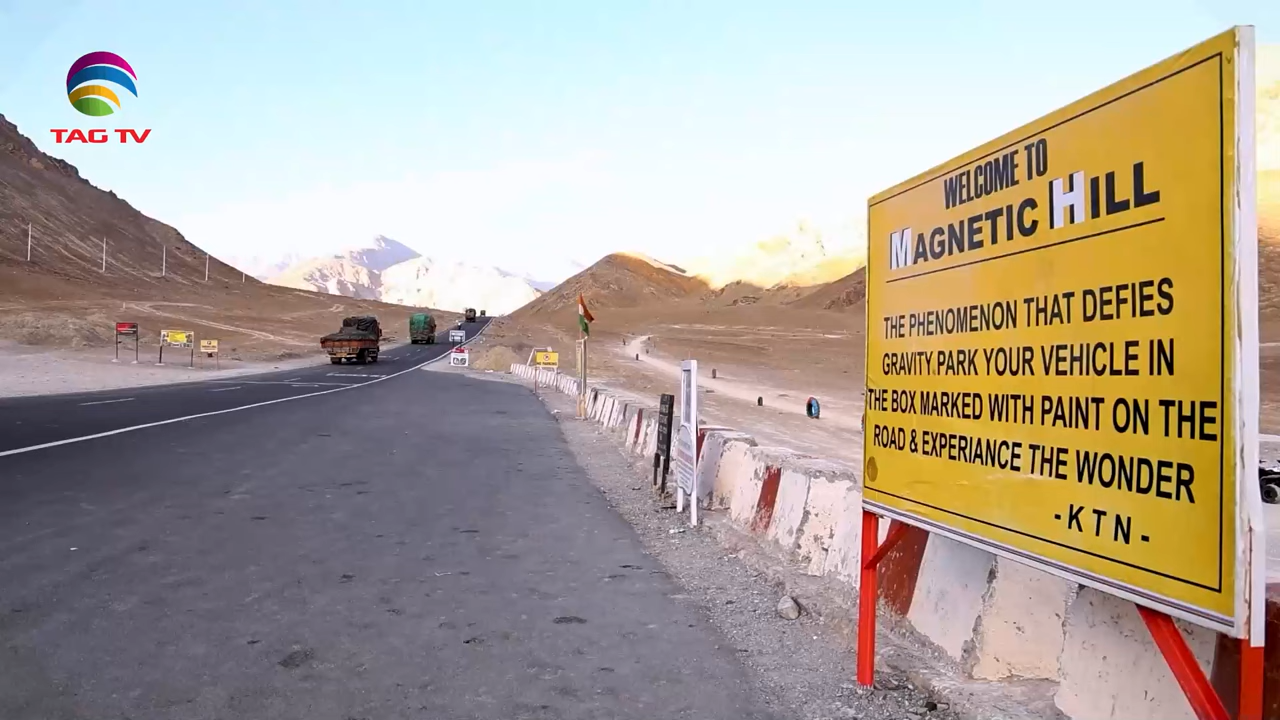 TAG TV
WELCOME TO
MAGNETIC HILL
THE PHENOMENON THAT DEFIES
GRAVITY. PARK YOUR VEHICLE IN
THE BOX MARKED WITH PAINT ON THE
ROAD & EXPERIANCE THE WONDER
- K T N -